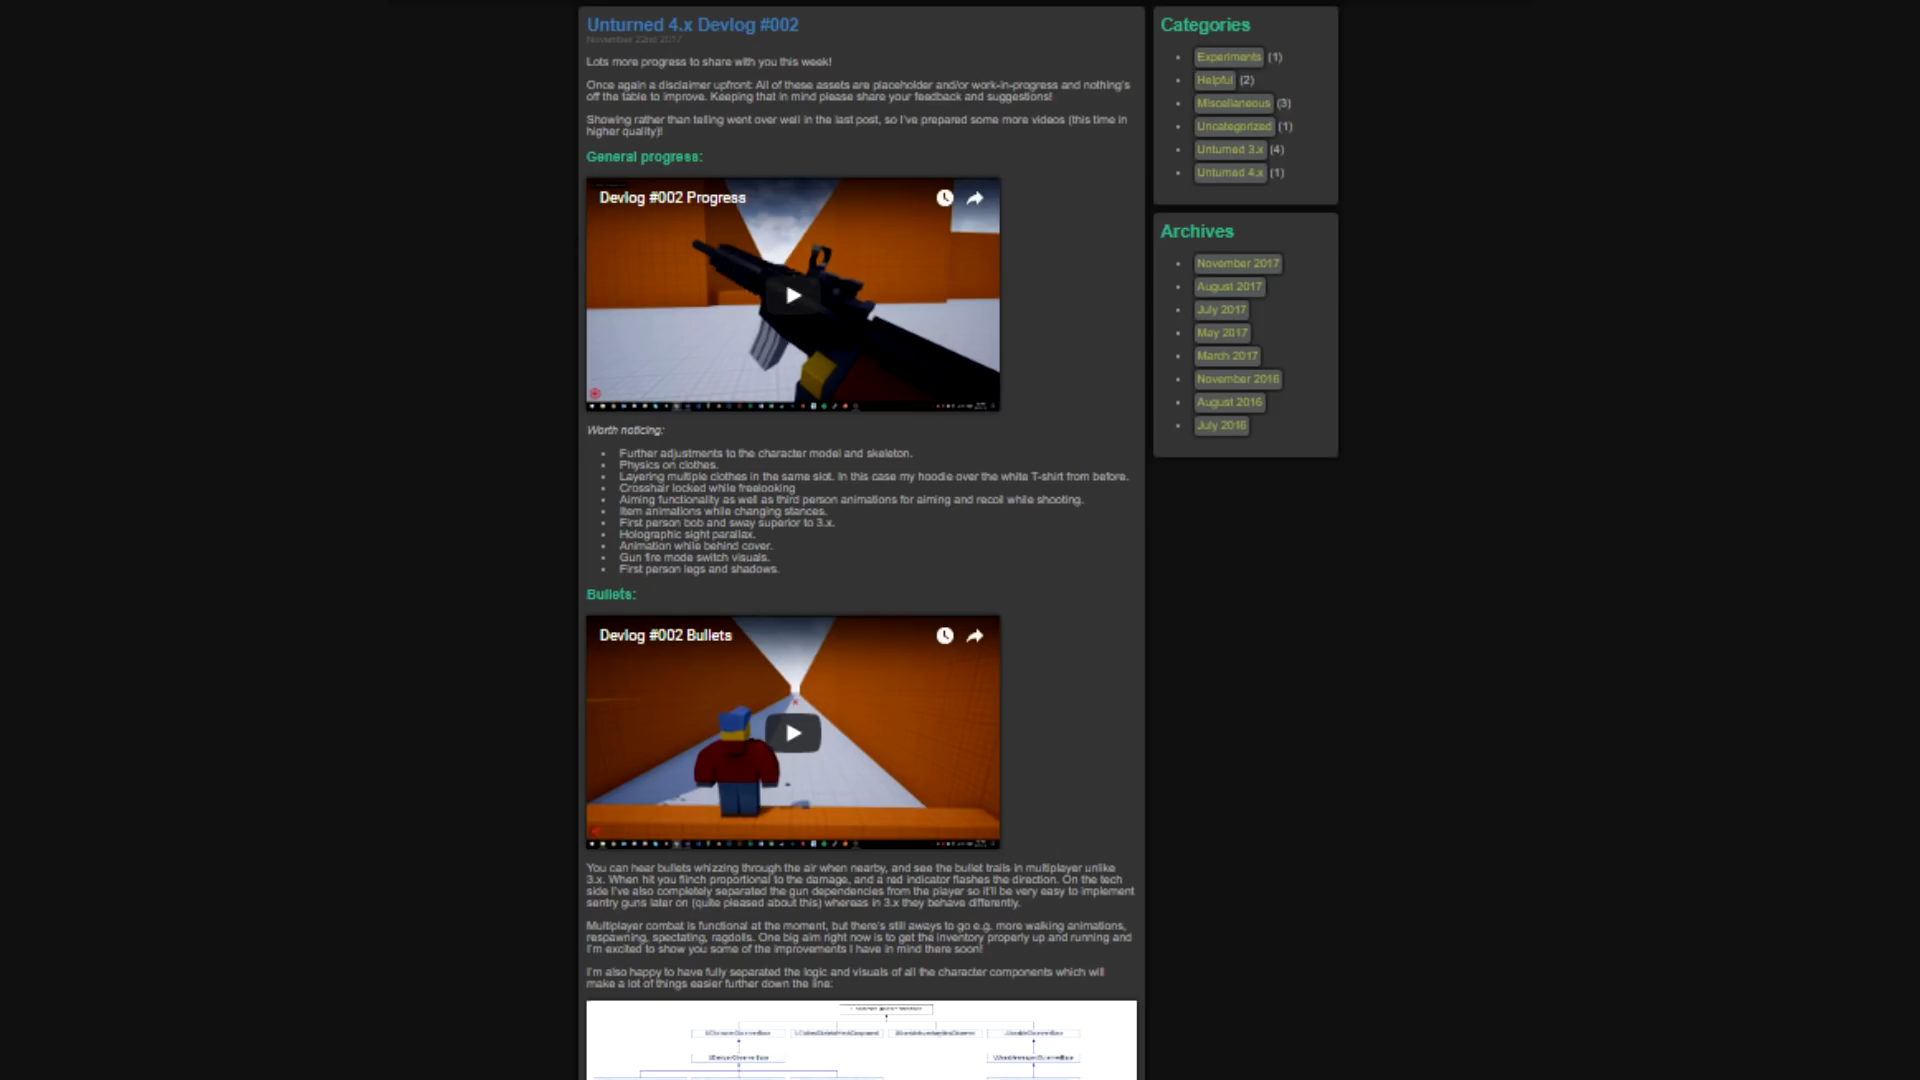 Unturned 4.x Devlog #002
November 22nd 2017
Lots more progress to share with you this week!
Once again a disclaimer upfront: All of these assets are placeholder and/or work-in-progress and nothing's
off the table to improve. Keeping that in mind please share your feedback and suggestions!
Showing rather than telling went over well in the last post, so I've prepared some more videos (this time in
higher quality)!
General progress:
Devlog #002 Progress
Worth noticing:
Further adjustments to the character model and skeleton.
Physics on clothes.
Layering multiple clothes in the same slot. In this case my hoodie over the white T-shirt from before.
Crosshair locked while freelooking
Aiming functionality as well as third person animations for aiming and recoil while shooting.
Item animations while changing stances.
First person bob and sway superior to 3.x.
Holographic sight parallax.
Animation while behind cover.
Gun fire mode switch visuals.
First person legs and shadows.
Bullets:
Devlog #002 Bullets
You can hear bullets whizzing through the air when nearby, and see the bullet trails in multiplayer unlike
3.x. When hit you flinch proportional to the damage, and a red indicator flashes the direction. On the tech
side I've also completely separated the gun dependencies from the player so it'll be very easy to implement
sentry guns later on (quite pleased about this) whereas in 3.x they behave differently.
Multiplayer combat is functional at the moment, but there's still aways to go e.g. more walking animations,
respawning, spectating, ragdolls. One big aim right now is to get the inventory properly up and running and
I'm excited to show you some of the improvements I have in mind there soon!
I'm also happy to have fully separated the logic and visuals of all the character components which will
make a lot of things easier further down the line:
Categories
Experiments (1)
Helpful (2)
Miscellaneous (3)
Uncategorized (1)
Unturned 3.x (4)
Unturned 4.x (1)
Archives
November 2017
August 2017
July 2017
May 2017
March 2017
November 2016
August 2016
July 2016